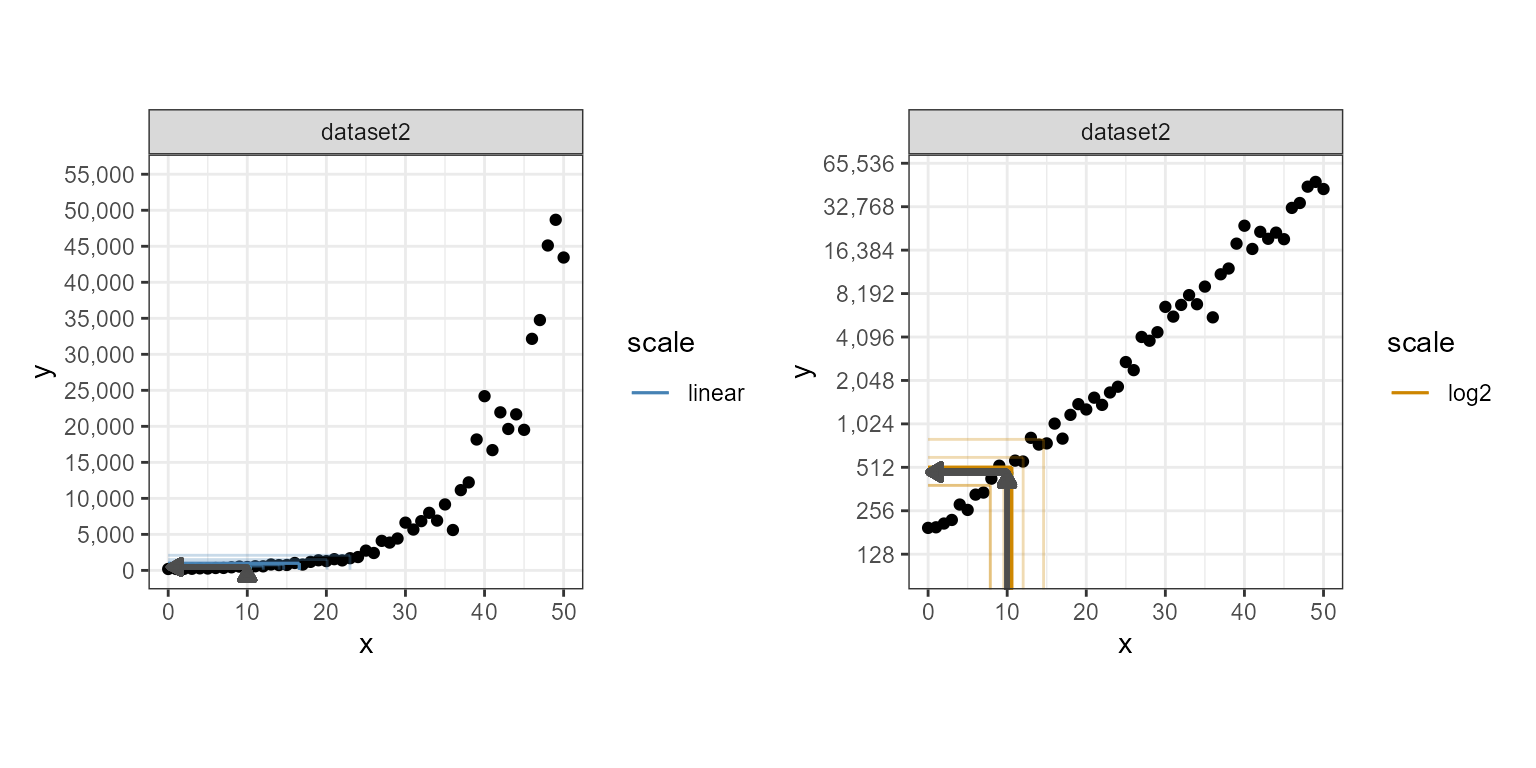 dataset2
55,000
50,000
45,000
40,000
35,000
30,000
25,000
20,000
15,000
10,000
5,000
0
y
0 10 20 30 40 50
x
scale
linear
dataset2
65,536
32,768
16,384
8,192
4,096
2,048
1,024
512
256
128
y
0 10 20 30 40 50
x
scale
log2